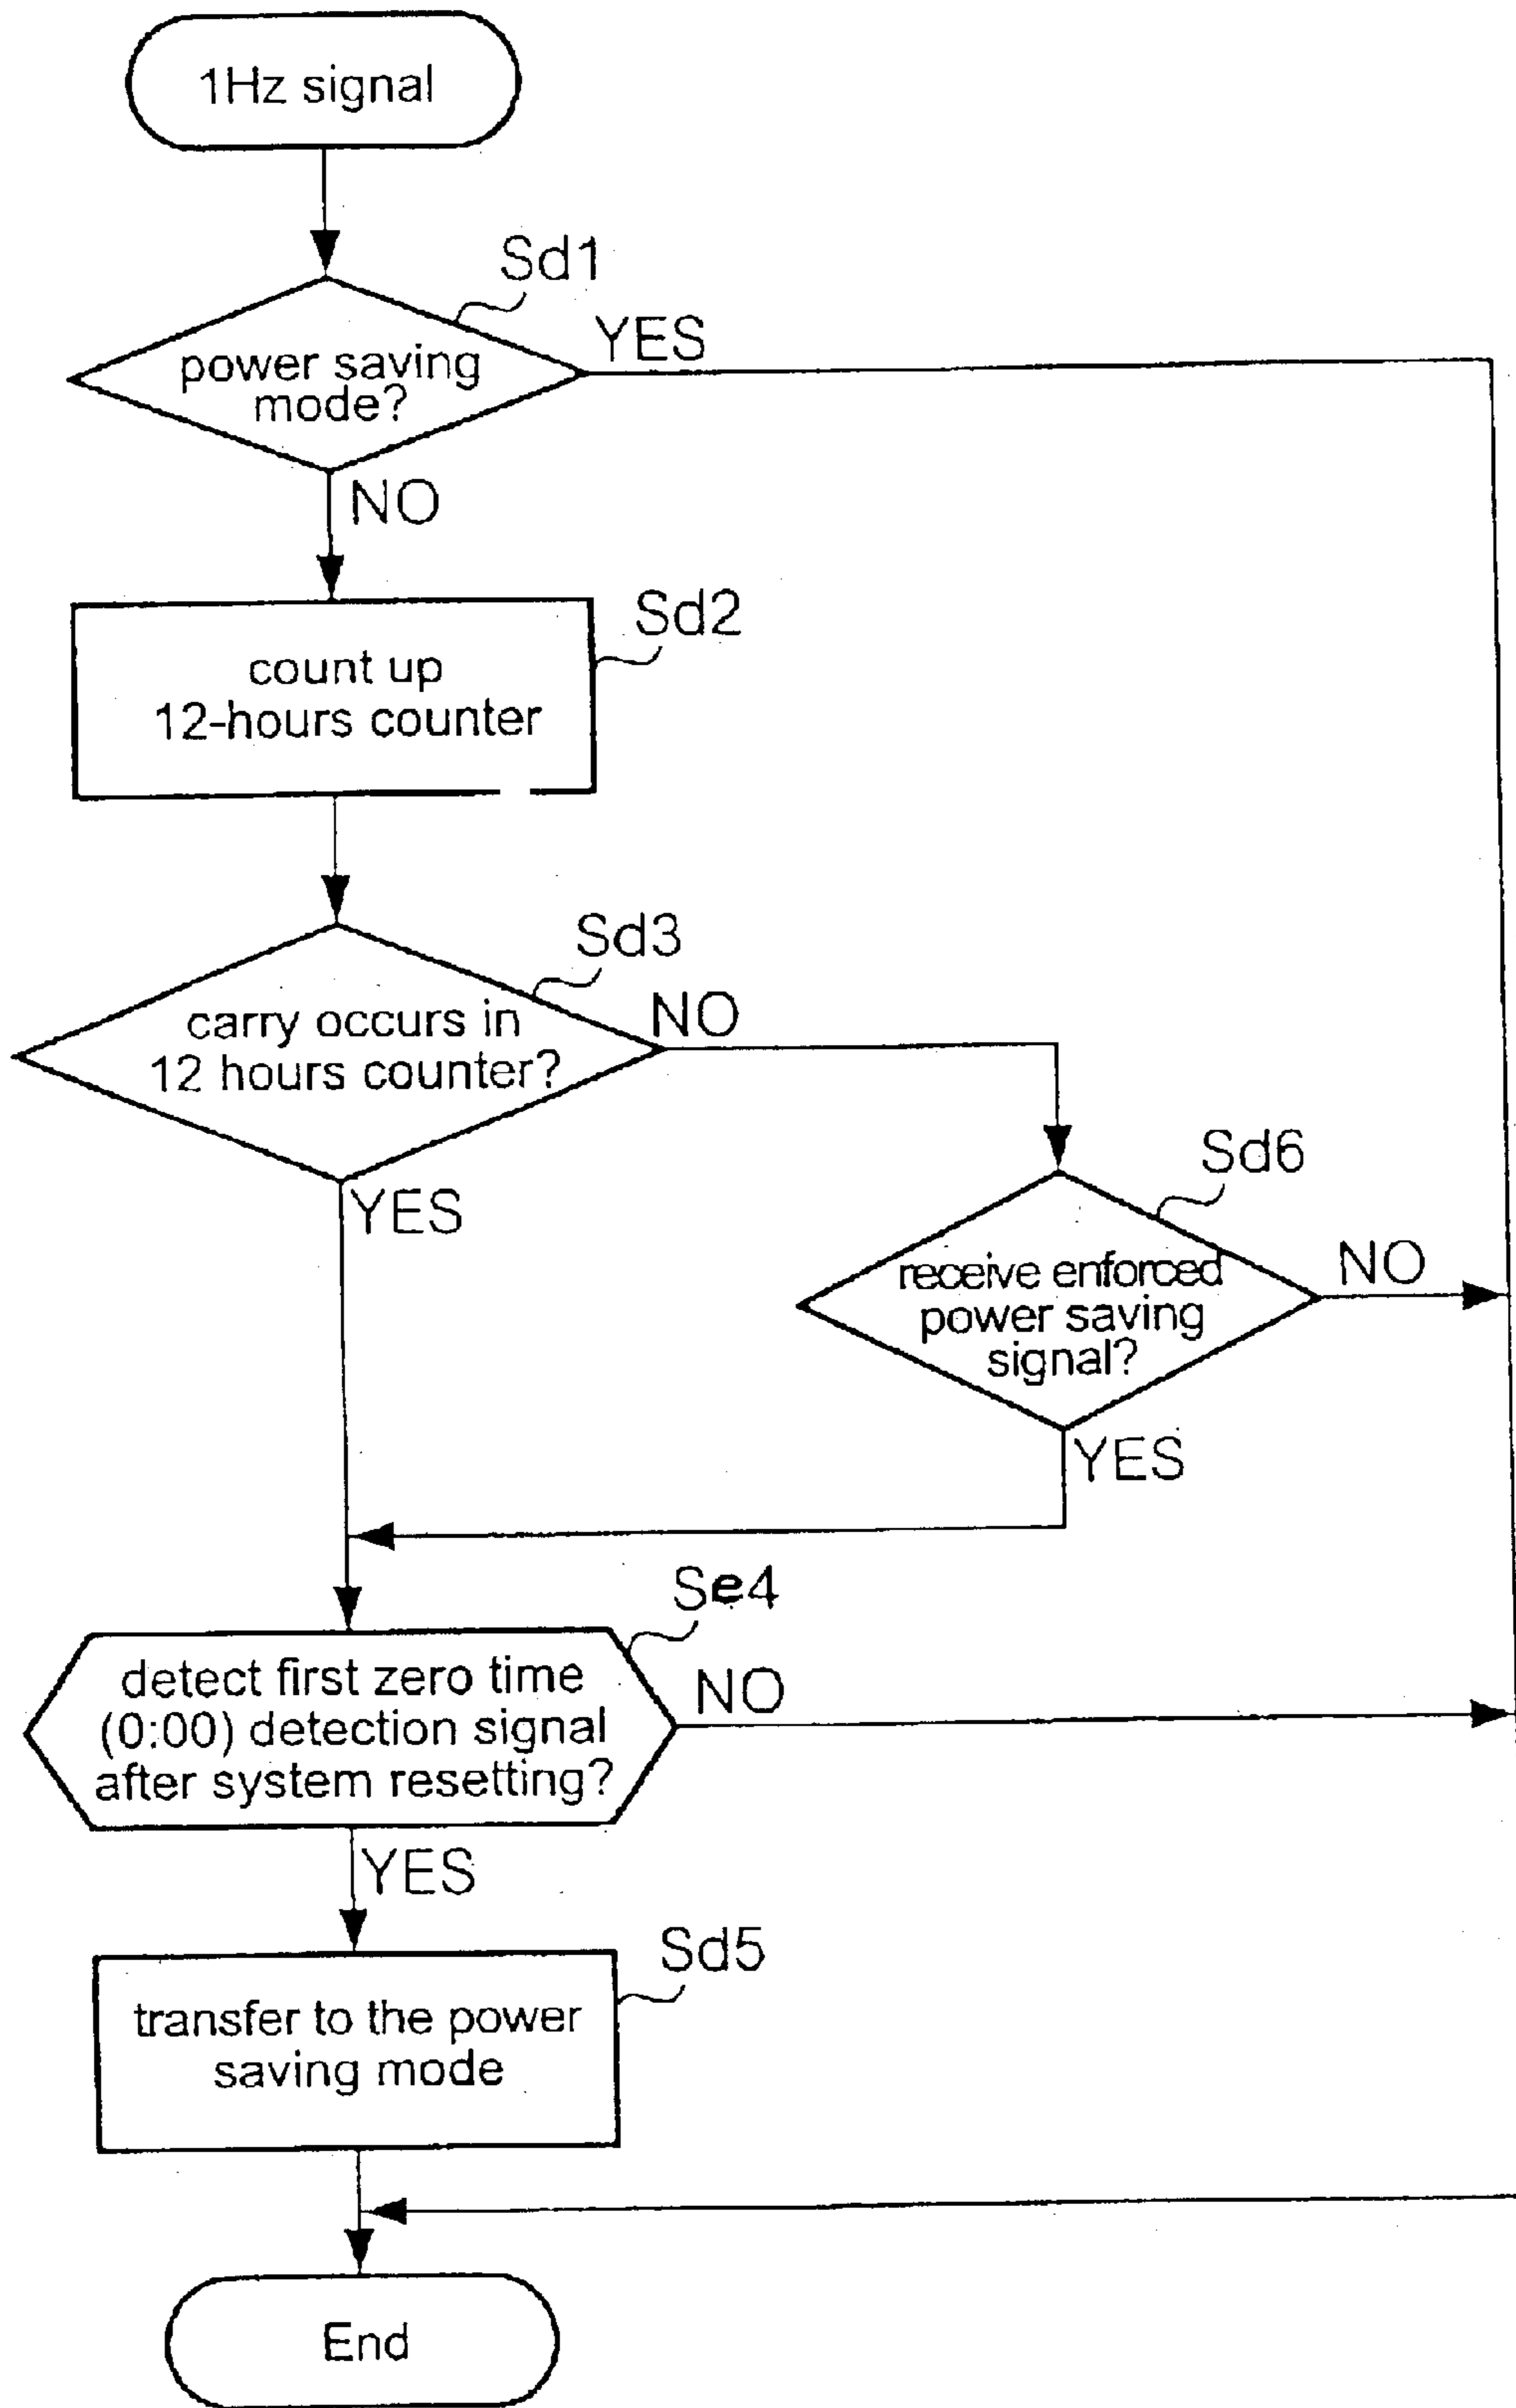 1Hz signal
Sd1
YES
power saving
mode?
NO
Sd2
count up
12-hours counter
Sd3
carry occurs in
12 hours counter?
NO
YES
Sd6
receive enforced
power saving
signal?
NO
YES
Se4
detect first zero time
(0:00) detection signal
after system resetting?
NO
YES
Sd5
transfer to the power
saving mode
End